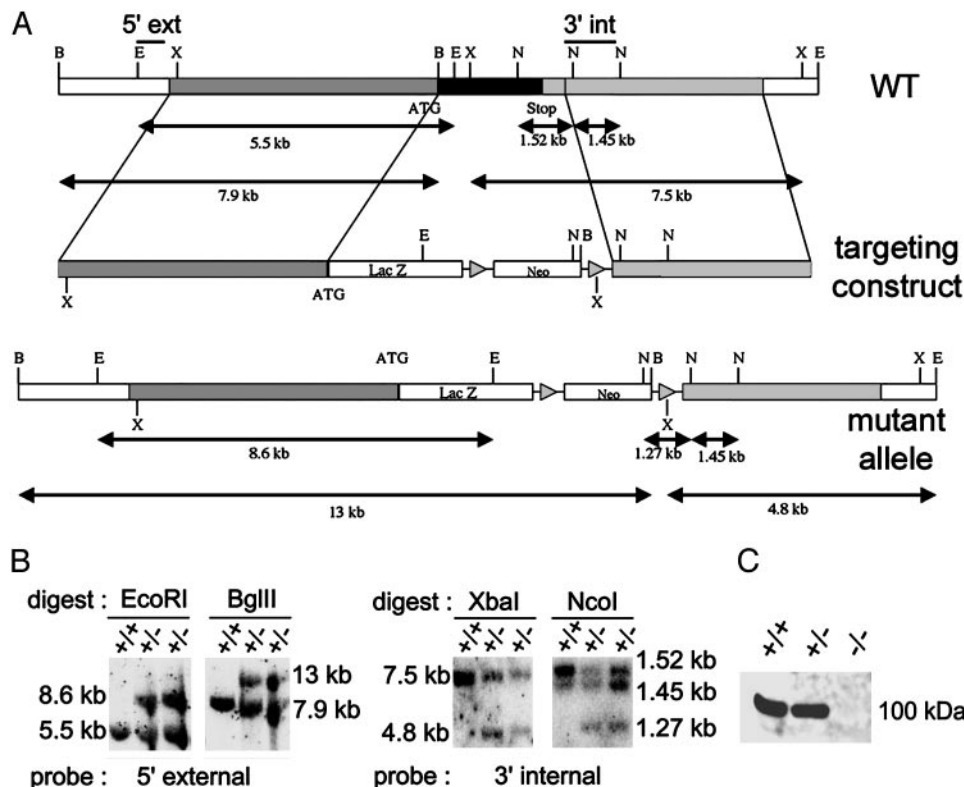 A
5' ext
3' int
B E X B E X N N N X E
WT
ATG
Stop
5.5 kb
1.52 kb
1.45 kb
7.9 kb
7.5 kb
E N B N N
Lac Z
Neo
targeting
construct
X
ATG
X
B E ATG E N B N N X E
Lac Z
Neo
X
X
mutant
allele
8.6 kb
1.27 kb
1.45 kb
13 kb
4.8 kb
B
digest : EcoRI BglII
+/+ +/- +/- +/+ +/- +/-
8.6 kb
5.5 kb
13 kb
7.9 kb
probe : 5' external
digest : XbaI NcoI
+/+ +/- +/- +/+ +/- +/-
7.5 kb
4.8 kb
1.52 kb
1.45 kb
1.27 kb
probe : 3' internal
C
+/+ +/- -/-
100 kDa